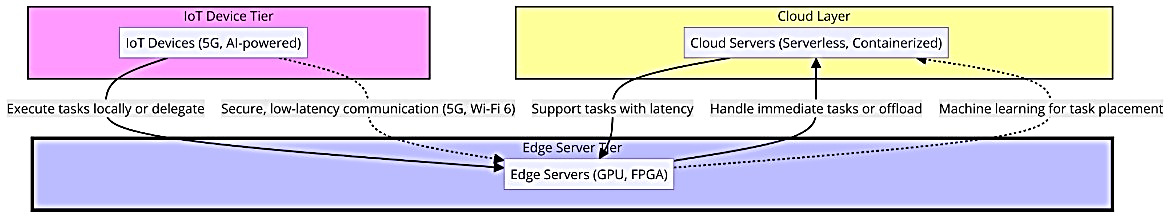 IoT Device Tier
Cloud Layer
IoT Devices (5G, AI-powered)
Cloud Servers (Serverless, Containerized)
Execute tasks locally or delegate
Secure, low-latency communication (5G, Wi-Fi 6)
Support tasks with latency
Handle immediate tasks or offload
Machine learning for task placement
Edge Server Tier
Edge Servers (GPU, FPGA)